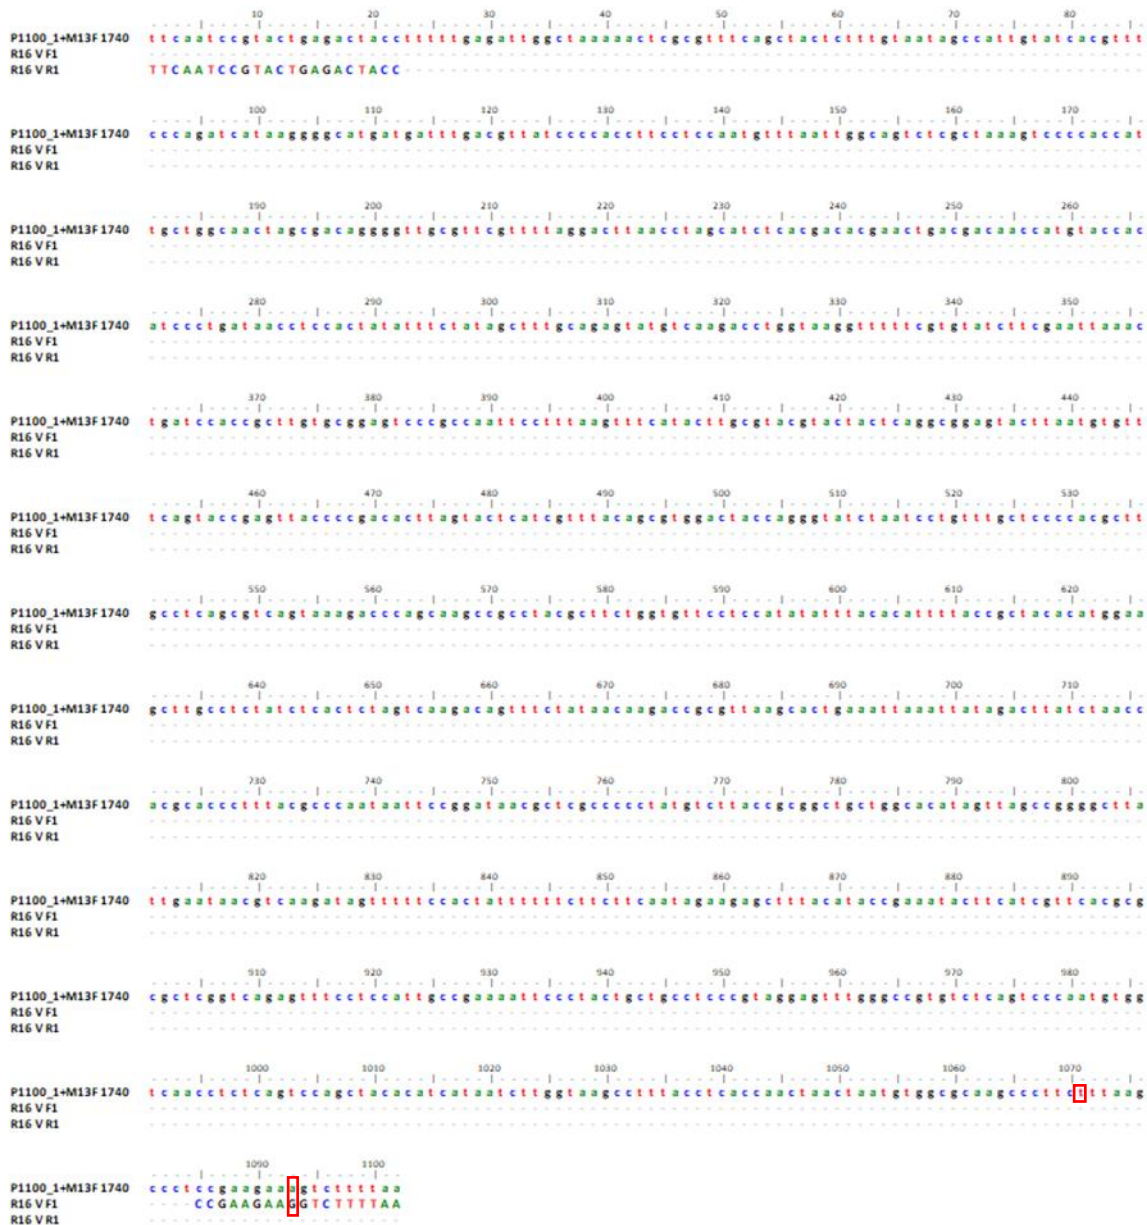 10 20 30 40 50 60 70 80
P1100_1+M13F 1740 ttcaatccgtactgagactacctttttgagattggctaaaaactcgcgtttcagctactctttgtaatagccattgtatcacgttt
R16 V F1
R16 V R1 TTCAATCCGTACTGAGACTACC
100 110 120 130 140 150 160 170
P1100_1+M13F 1740 cccagatcataaggggcatgatgatttgacgttatccccaccttcctccaatgtttaattggcagtctcgctaaagtccccaccat
R16 V F1
R16 V R1
190 200 210 220 230 240 250 260
P1100_1+M13F 1740 tgctggcaactagcgacaggggttgcgttcgttttaggacttaacctagcatctcacgacacgaactgacgacaaccatgtaccac
R16 V F1
R16 V R1
280 290 300 310 320 330 340 350
P1100_1+M13F 1740 atccctgataacctccactatatttctatagctttgcagagtatgtcaagacctggtaaggtttttcgtgtatcttcgaattaaac
R16 V F1
R16 V R1
370 380 390 400 410 420 430 440
P1100_1+M13F 1740 tgatccaccgcttgtgcggagtcccgccaattcctttaagtttcatacttgcgtacgtactactcaggcggagtacttaatgtgtt
R16 V F1
R16 V R1
460 470 480 490 500 510 520 530
P1100_1+M13F 1740 tcagtaccgagttaccccgacacttagtactcatcgtttacagcgtggactaccagggtatctaatcctgtttgctccccacgctt
R16 V F1
R16 V R1
550 560 570 580 590 600 610 620
P1100_1+M13F 1740 gcctcagcgtcagtaaagacccagcaagccgcctacgcttctggtgttcctccatatatttacacattttaccgctacacatggaa
R16 V F1
R16 V R1
640 650 660 670 680 690 700 710
P1100_1+M13F 1740 gcttgcctctatctcactctagtcaagacagtttctataacaagaccgcgttaagcactgaaattaaattatagacttatctaacc
R16 V F1
R16 V R1
730 740 750 760 770 780 790 800
P1100_1+M13F 1740 acgcaccctttacgcccaataattccggataacgctcgccccctatgtcttaccgcggctgctggcacatagttagccggggctta
R16 V F1
R16 V R1
820 830 840 850 860 870 880 890
P1100_1+M13F 1740 ttgaataacgtcaagatagtttttccactatttttcttcttcaatagaagagctttacataccgaaatacttcatcgttcacgcg
R16 V F1
R16 V R1
910 920 930 940 950 960 970 980
P1100_1+M13F 1740 cgctcggtcagagtttcctccattgccgaaaattccctactgctgcctcccgtaggagtttgggccgtgtctcagtcccaatgtgg
R16 V F1
R16 V R1
1000 1010 1020 1030 1040 1050 1060 1070
P1100_1+M13F 1740 tcaacctctcagtccagctacacatcataatcttggtaagcctttacctcaccaactaactaatgtggcgcaagcccttctttaag
R16 V F1
R16 V R1
1090 1100
P1100_1+M13F 1740 ccctccgaagaaagtcttttaa
R16 V F1 CCGAAGAAGGTCTTTTAA
R16 V R1